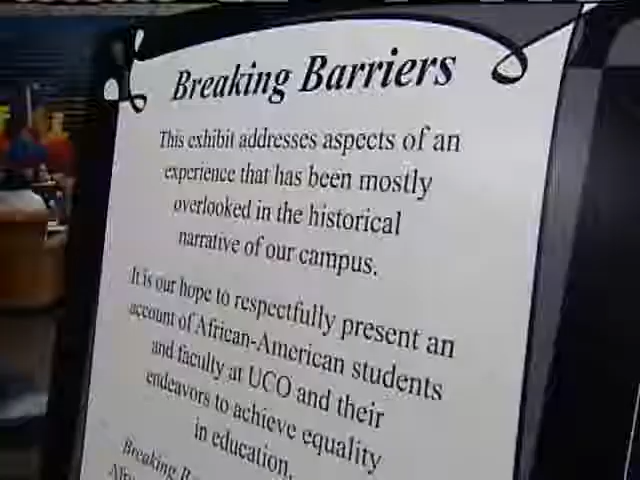 Breaking Barriers
This exhibit addresses aspects of an
experience that has been mostly
overlooked in the historical
narrative of our campus.
It is our hope to respectfully present an
account of African-American students
and faculty at UCO and their
endeavors to achieve equality
in education.
Breaking